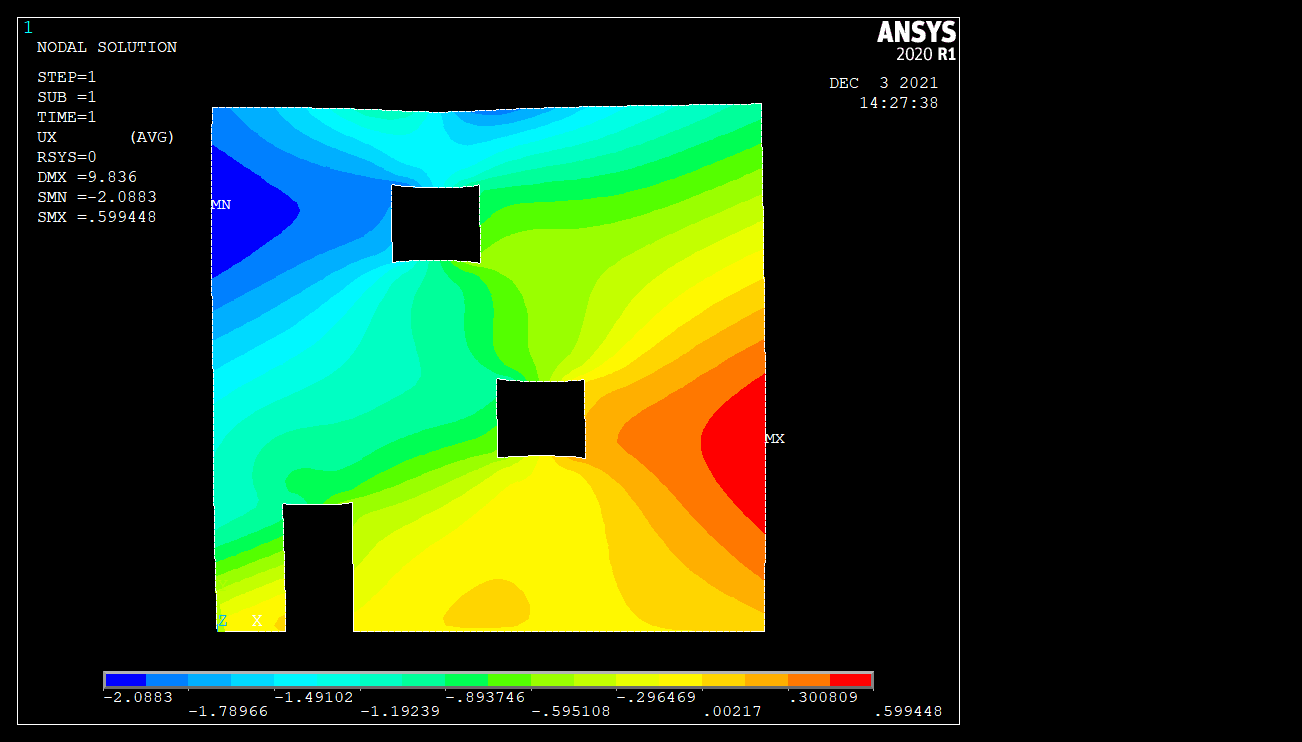 1
ANSYS
2020 R1
NODAL SOLUTION
STEP=1
SUB =1
TIME=1
UX (AVG)
RSYS=0
DMX =9.836
SMN =-2.0883
SMX =.599448
DEC 3 2021
14:27:38
MN
MX
Z X
-2.0883 -1.49102 -.893746 -.296469 .300809
-1.78966 -1.19239 -.595108 .00217 .599448